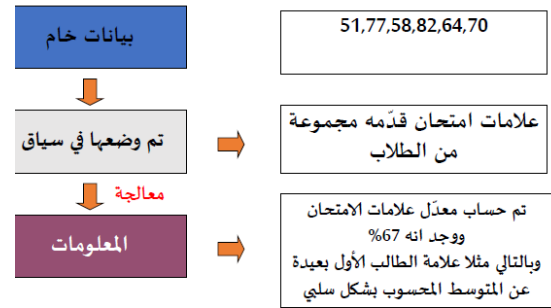 بيانات خام
51,77,58,82,64,70
تم وضعها في سياق
علامات امتحان قدّمه مجموعة
من الطلاب
معالجة
المعلومات
تم حساب معدّل علامات الامتحان
ووجد انه 67%
وبالتالي مثلا علامة الطالب الأول بعيدة
عن المتوسط المحسوب بشكل سلبي